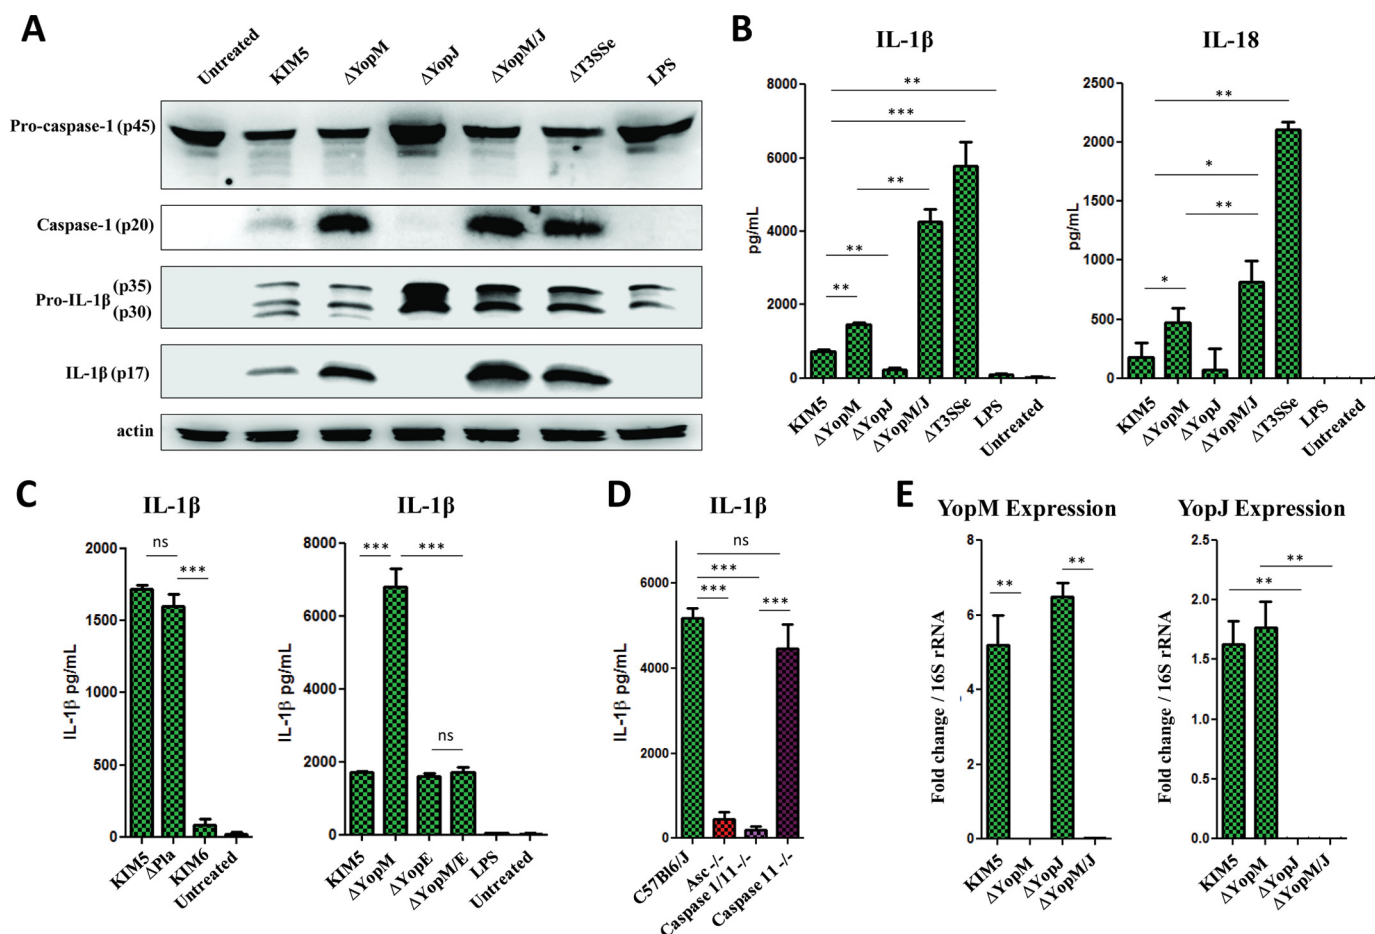 A
Untreated
KIM5
ΔYopM
ΔYopJ
ΔYopM/J
ΔT3SSe
LPS
Pro-caspase-1 (p45)
Caspase-1 (p20)
Pro-IL-1β
(p35)
(p30)
IL-1β (p17)
actin
B
IL-1β
pg/mL
8000
6000
4000
2000
0
**
***
**
**
**
KIM5
ΔYopM
ΔYopJ
ΔYopM/J
ΔT3SSe
LPS
Untreated
IL-18
pg/mL
2500
2000
1500
1000
500
0
**
*
**
*
KIM5
ΔYopM
ΔYopJ
ΔYopM/J
ΔT3SSe
LPS
Untreated
C
IL-1β
IL-1β pg/mL
2000
1500
1000
500
0
ns
***
KIM5
ΔPla
KIM6
Untreated
IL-1β
IL-1β pg/mL
8000
6000
4000
2000
0
***
***
ns
KIM5
ΔYopM
ΔYopE
ΔYopM/E
LPS
Untreated
D
IL-1β
IL-1β pg/mL
6000
4000
2000
0
ns
***
***
***
C57Bl6/J
Asc -/-
Caspase 1/11 -/-
Caspase 11 -/-
E
YopM Expression
Fold change / 16S rRNA
8
6
4
2
0
**
**
KIM5
ΔYopM
ΔYopJ
ΔYopM/J
YopJ Expression
Fold change / 16S rRNA
2.5
2.0
1.5
1.0
0.5
0.0
**
**
KIM5
ΔYopM
ΔYopJ
ΔYopM/J